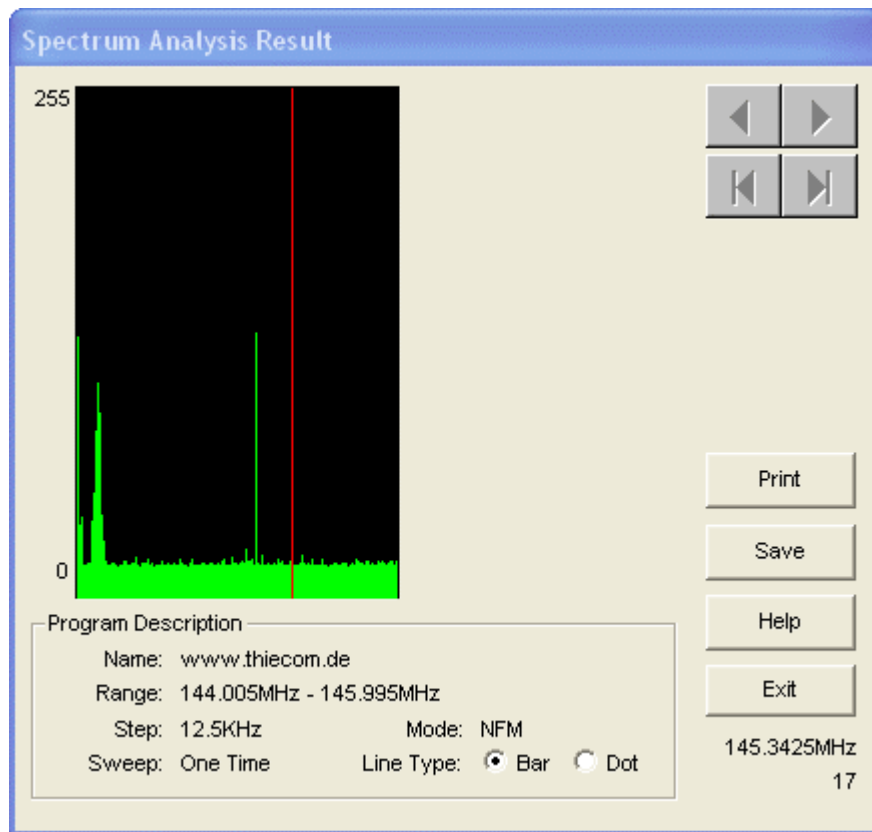 Spectrum Analysis Result
255
0
Program Description
Name: www.thiecom.de
Range: 144.005MHz - 145.995MHz
Step: 12.5KHz Mode: NFM
Sweep: One Time Line Type: Bar Dot
Print
Save
Help
Exit
145.3425MHz
17